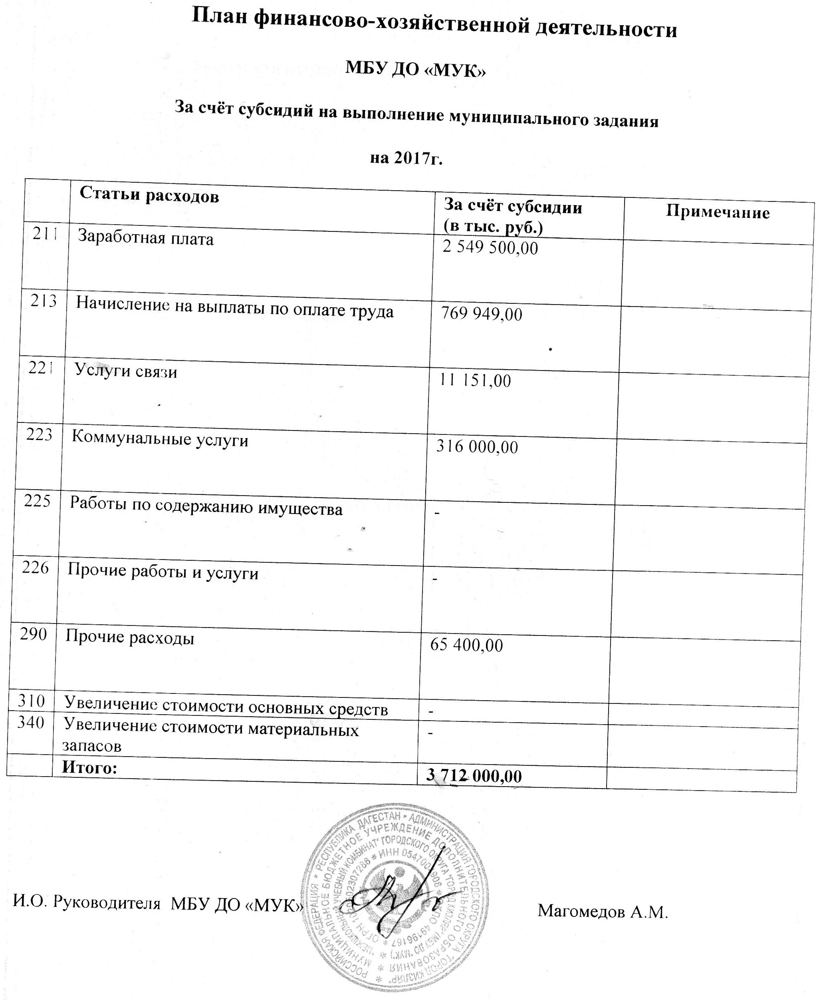 План финансово-хозяйственной деятельности
МБУ ДО «МУК»
За счёт субсидий на выполнение муниципального задания
на 2017г.
Статьи расходов За счёт субсидии (в тыс. руб.) Примечание
211 Заработная плата 2 549 500,00
213 Начисление на выплаты по оплате труда 769 949,00
221 Услуги связи 11 151,00
223 Коммунальные услуги 316 000,00
225 Работы по содержанию имущества -
226 Прочие работы и услуги -
290 Прочие расходы 65 400,00
310 Увеличение стоимости основных средств -
340 Увеличение стоимости материальных -
запасов
Итого: 3 712 000,00
РОССИЙСКАЯ ФЕДЕРАЦИЯ * РЕСПУБЛИКА ДАГЕСТАН * АДМИНИСТРАЦИЯ ГОРОДСКОГО ОКРУГА "ГОРОД КИЗЛЯР" *
МУНИЦИПАЛЬНОЕ БЮДЖЕТНОЕ УЧРЕЖДЕНИЕ ДОПОЛНИТЕЛЬНОГО ОБРАЗОВАНИЯ *
"МЕЖШКОЛЬНЫЙ УЧЕБНЫЙ КОМБИНАТ" ГОРОДСКОГО ОКРУГА "ГОРОД КИЗЛЯР" (МБУ ДО "МУК") *
ОГРН * ИНН * ОКПО 49196167 *
И.О. Руководителя МБУ ДО «МУК» Магомедов А.М.